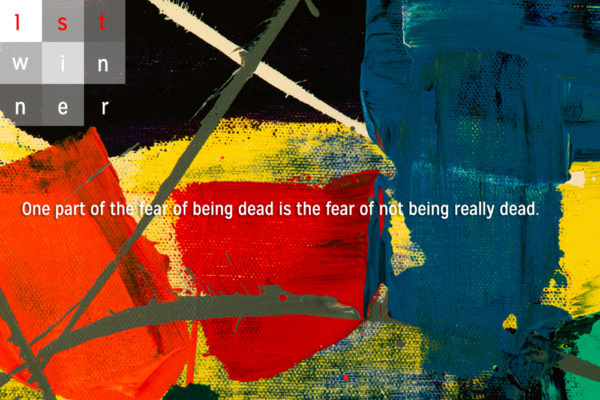 1st
win
ner
One part of the fear of being dead is the fear of not being really dead.